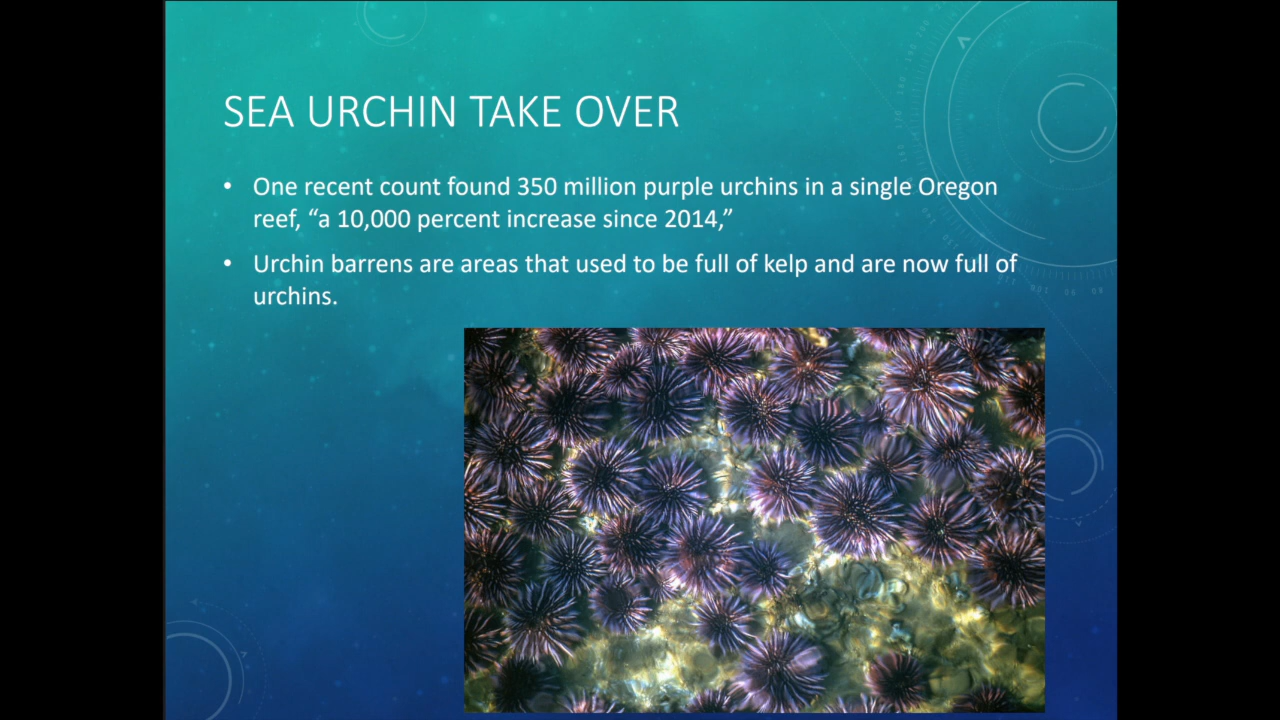 SEA URCHIN TAKE OVER
• One recent count found 350 million purple urchins in a single Oregon
reef, “a 10,000 percent increase since 2014,”
• Urchin barrens are areas that used to be full of kelp and are now full of
urchins.